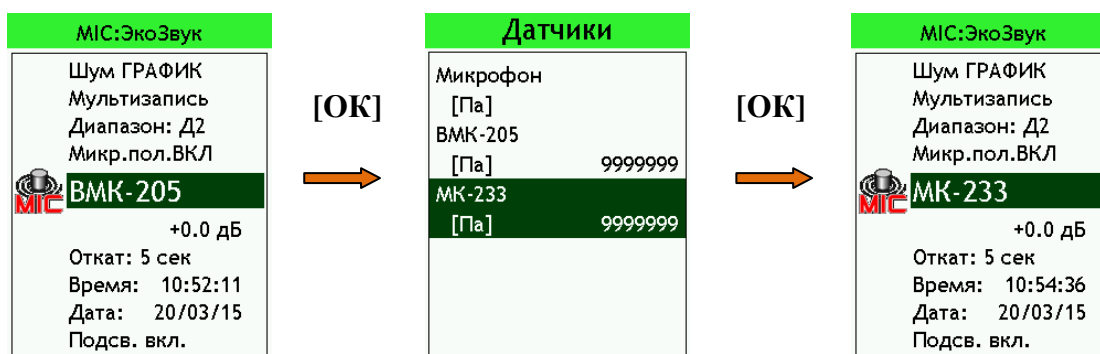 MIC:ЭкоЗвук
Шум ГРАФИК
Мультизапись
Диапазон: Д2
Микр.пол.ВКЛ
MIC
ВМК-205
+0.0 дБ
Откат: 5 сек
Время: 10:52:11
Дата: 20/03/15
Подсв. вкл.
[ОК]
Датчики
Микрофон
[Па]
ВМК-205
[Па] 9999999
МК-233
[Па] 9999999
[ОК]
MIC:ЭкоЗвук
Шум ГРАФИК
Мультизапись
Диапазон: Д2
Микр.пол.ВКЛ
MIC
МК-233
+0.0 дБ
Откат: 5 сек
Время: 10:54:36
Дата: 20/03/15
Подсв. вкл.